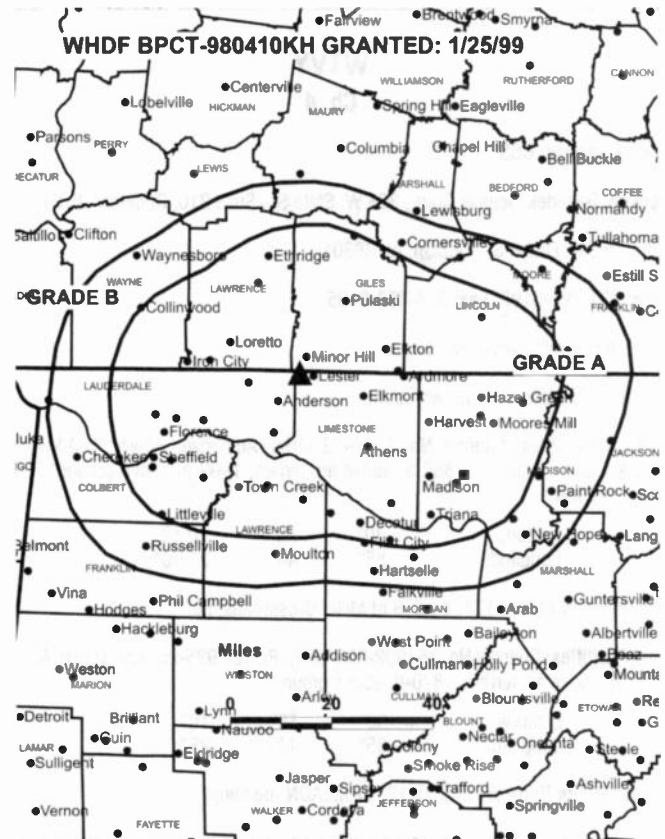 Fairview
Brentwood
Smyrna
WHDF BPCT-980410KH GRANTED: 1/25/99
Centerville
WILLIAMSON
RUTHERFORD
CANNON
Lobelville
HICKMAN
MAURY
Spring Hill
Eagleville
Parsons
PERRY
Columbia
Chapel Hill
Bell Buckle
LEWIS
MARSHALL
BEDFORD
COFFEE
Lewisburg
Normandy
Clifton
Cornersville
Tullahoma
Waynesboro
Ethridge
MOORE
Estill S
WAYNE
LAWRENCE
GILES
GRADE B
Pulaski
LINCOLN
FRANKLIN
Collinwood
Loretto
Elkton
Iron City
Minor Hill
GRADE A
Lester
Ardmore
LAUDERDALE
Anderson
Elkmont
Hazel Green
Florence
LIMESTONE
Harvest
Moores Mill
Athens
JACKSON
Cherokee
Sheffield
MADISON
COLBERT
Town Creek
Madison
Paint Rock
Littleville
Triana
LAWRENCE
Decatur
Belmont
Russellville
Flint City
New Hope
Lang
Moulton
FRANKLIN
Hartselle
MARSHALL
Vina
Falkville
Guntersville
Hodges
Phil Campbell
MORGAN
Arab
Hackleburg
Miles
West Point
Baileyton
Albertville
Addison
Boaz
Weston
WINSTON
Cullman
Holly Pond
Mounta
MARION
Arley
CULLMAN
Blountsville
ETOWAH
0 20 40
Detroit
Brilliant
Lynn
BLOUNT
Nauvoo
Guin
Nectar
Oneonta
LAMAR
Eldridge
Colony
Steele
Sulligent
Smoke Rise
Jasper
Sipsey
Trafford
Ashville
Vernon
WALKER
Cordova
JEFFERSON
Springville
FAYETTE